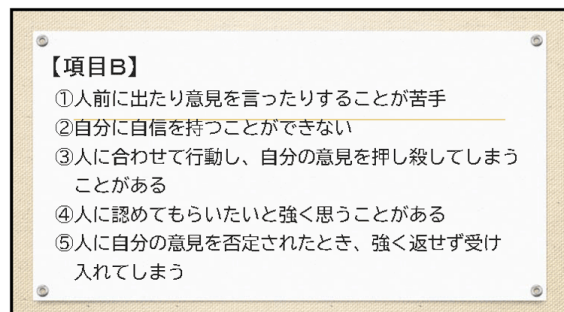 【項目B】
①人前に出たり意見を言ったりすることが苦手
②自分に自信を持つことができない
③人に合わせて行動し、自分の意見を押し殺してしまう
ことがある
④人に認めてもらいたいと強く思うことがある
⑤人に自分の意見を否定されたとき、強く返せず受け
入れてしまう